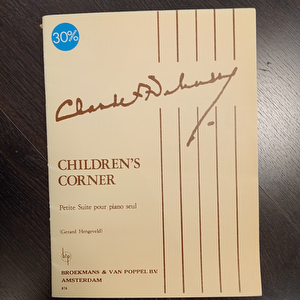 30%
Claude Debussy
CHILDREN'S
CORNER
Petite Suite pour piano seul
(Gerard Hengeveld)
BROEKMANS & VAN POPPEL B.V.
AMSTERDAM